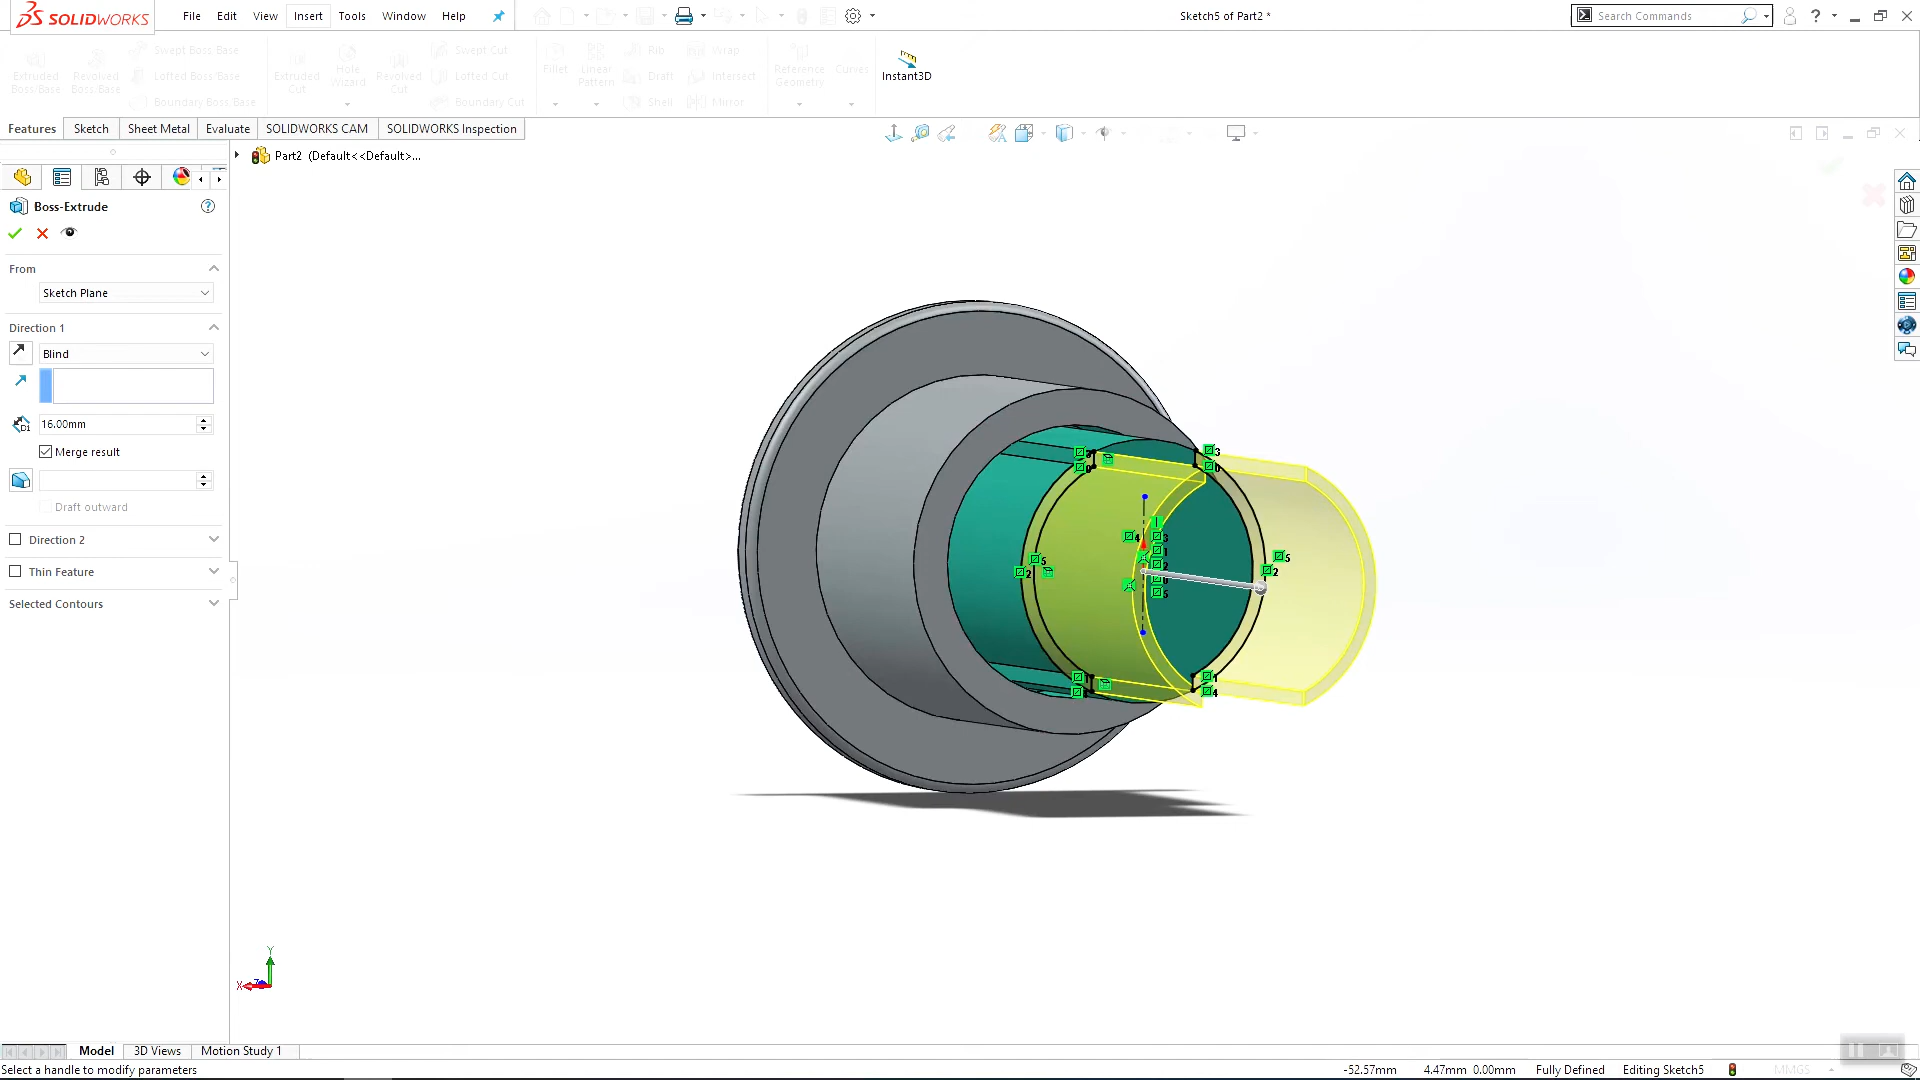 SOLIDWORKS File Edit View Insert Tools Window Help Sketch5 of Part2 * Search Commands ?
Extruded Boss/Base
Revolved Boss/Base
Swept Boss/Base
Lofted Boss/Base
Boundary Boss/Base
Extruded Cut
Hole Wizard
Revolved Cut
Swept Cut
Lofted Cut
Boundary Cut
Fillet
Linear Pattern
Rib
Draft
Shell
Wrap
Intersect
Mirror
Reference Geometry
Curves
Instant3D
Features Sketch Sheet Metal Evaluate SOLIDWORKS CAM SOLIDWORKS Inspection
Part2 (Default<<Default>...
Boss-Extrude
From
Sketch Plane
Direction 1
Blind
D1 16.00mm
Merge result
Draft outward
Direction 2
Thin Feature
Selected Contours
Y
X
Z
Model 3D Views Motion Study 1
Select a handle to modify parameters -52.57mm 4.47mm 0.00mm Fully Defined Editing Sketch5 MMGS